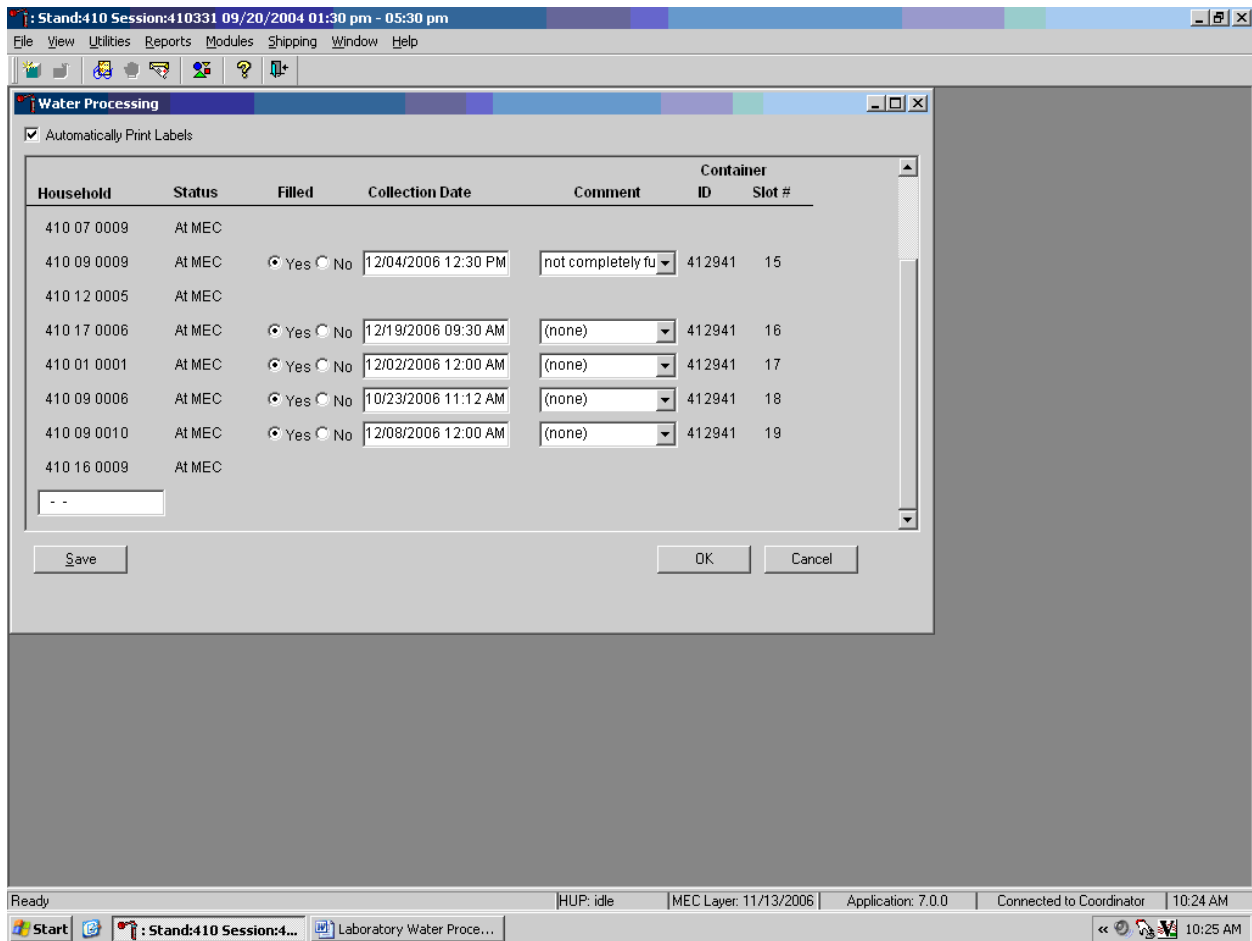 : Stand:410 Session:410331 09/20/2004 01:30 pm - 05:30 pm
File View Utilities Reports Modules Shipping Window Help
Water Processing
Automatically Print Labels
Container
Household Status Filled Collection Date Comment ID Slot #
410 07 0009 At MEC
410 09 0009 At MEC Yes No 12/04/2006 12:30 PM not completely fu 412941 15
410 12 0005 At MEC
410 17 0006 At MEC Yes No 12/19/2006 09:30 AM (none) 412941 16
410 01 0001 At MEC Yes No 12/02/2006 12:00 AM (none) 412941 17
410 09 0006 At MEC Yes No 10/23/2006 11:12 AM (none) 412941 18
410 09 0010 At MEC Yes No 12/08/2006 12:00 AM (none) 412941 19
410 16 0009 At MEC
- -
Save OK Cancel
Ready HUP: idle MEC Layer: 11/13/2006 Application: 7.0.0 Connected to Coordinator 10:24 AM
Start : Stand:410 Session:4... Laboratory Water Proce... « 10:25 AM